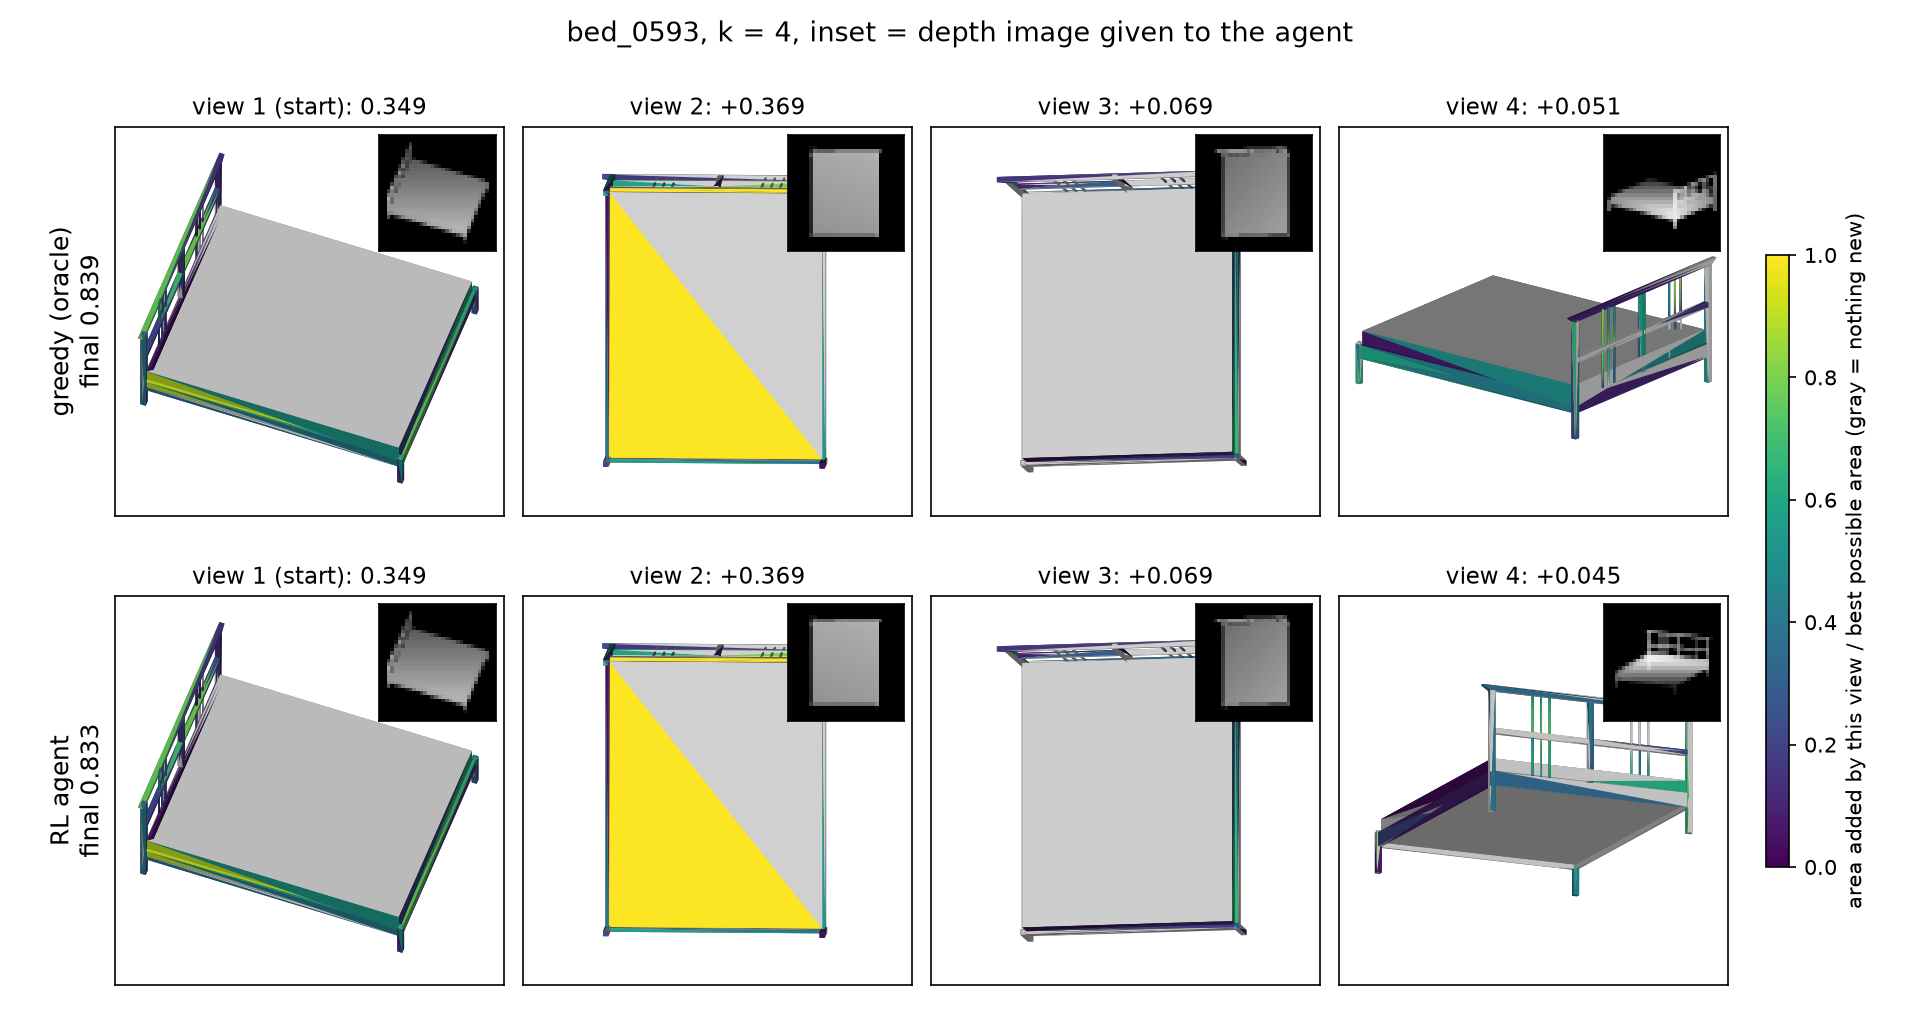 bed_0593, k = 4, inset = depth image given to the agent
view 1 (start): 0.349
view 2: +0.369
view 3: +0.069
view 4: +0.051
greedy (oracle)
final 0.839
view 1 (start): 0.349
view 2: +0.369
view 3: +0.069
view 4: +0.045
RL agent
final 0.833
1.0
0.8
0.6
0.4
0.2
0.0
area added by this view / best possible area (gray = nothing new)